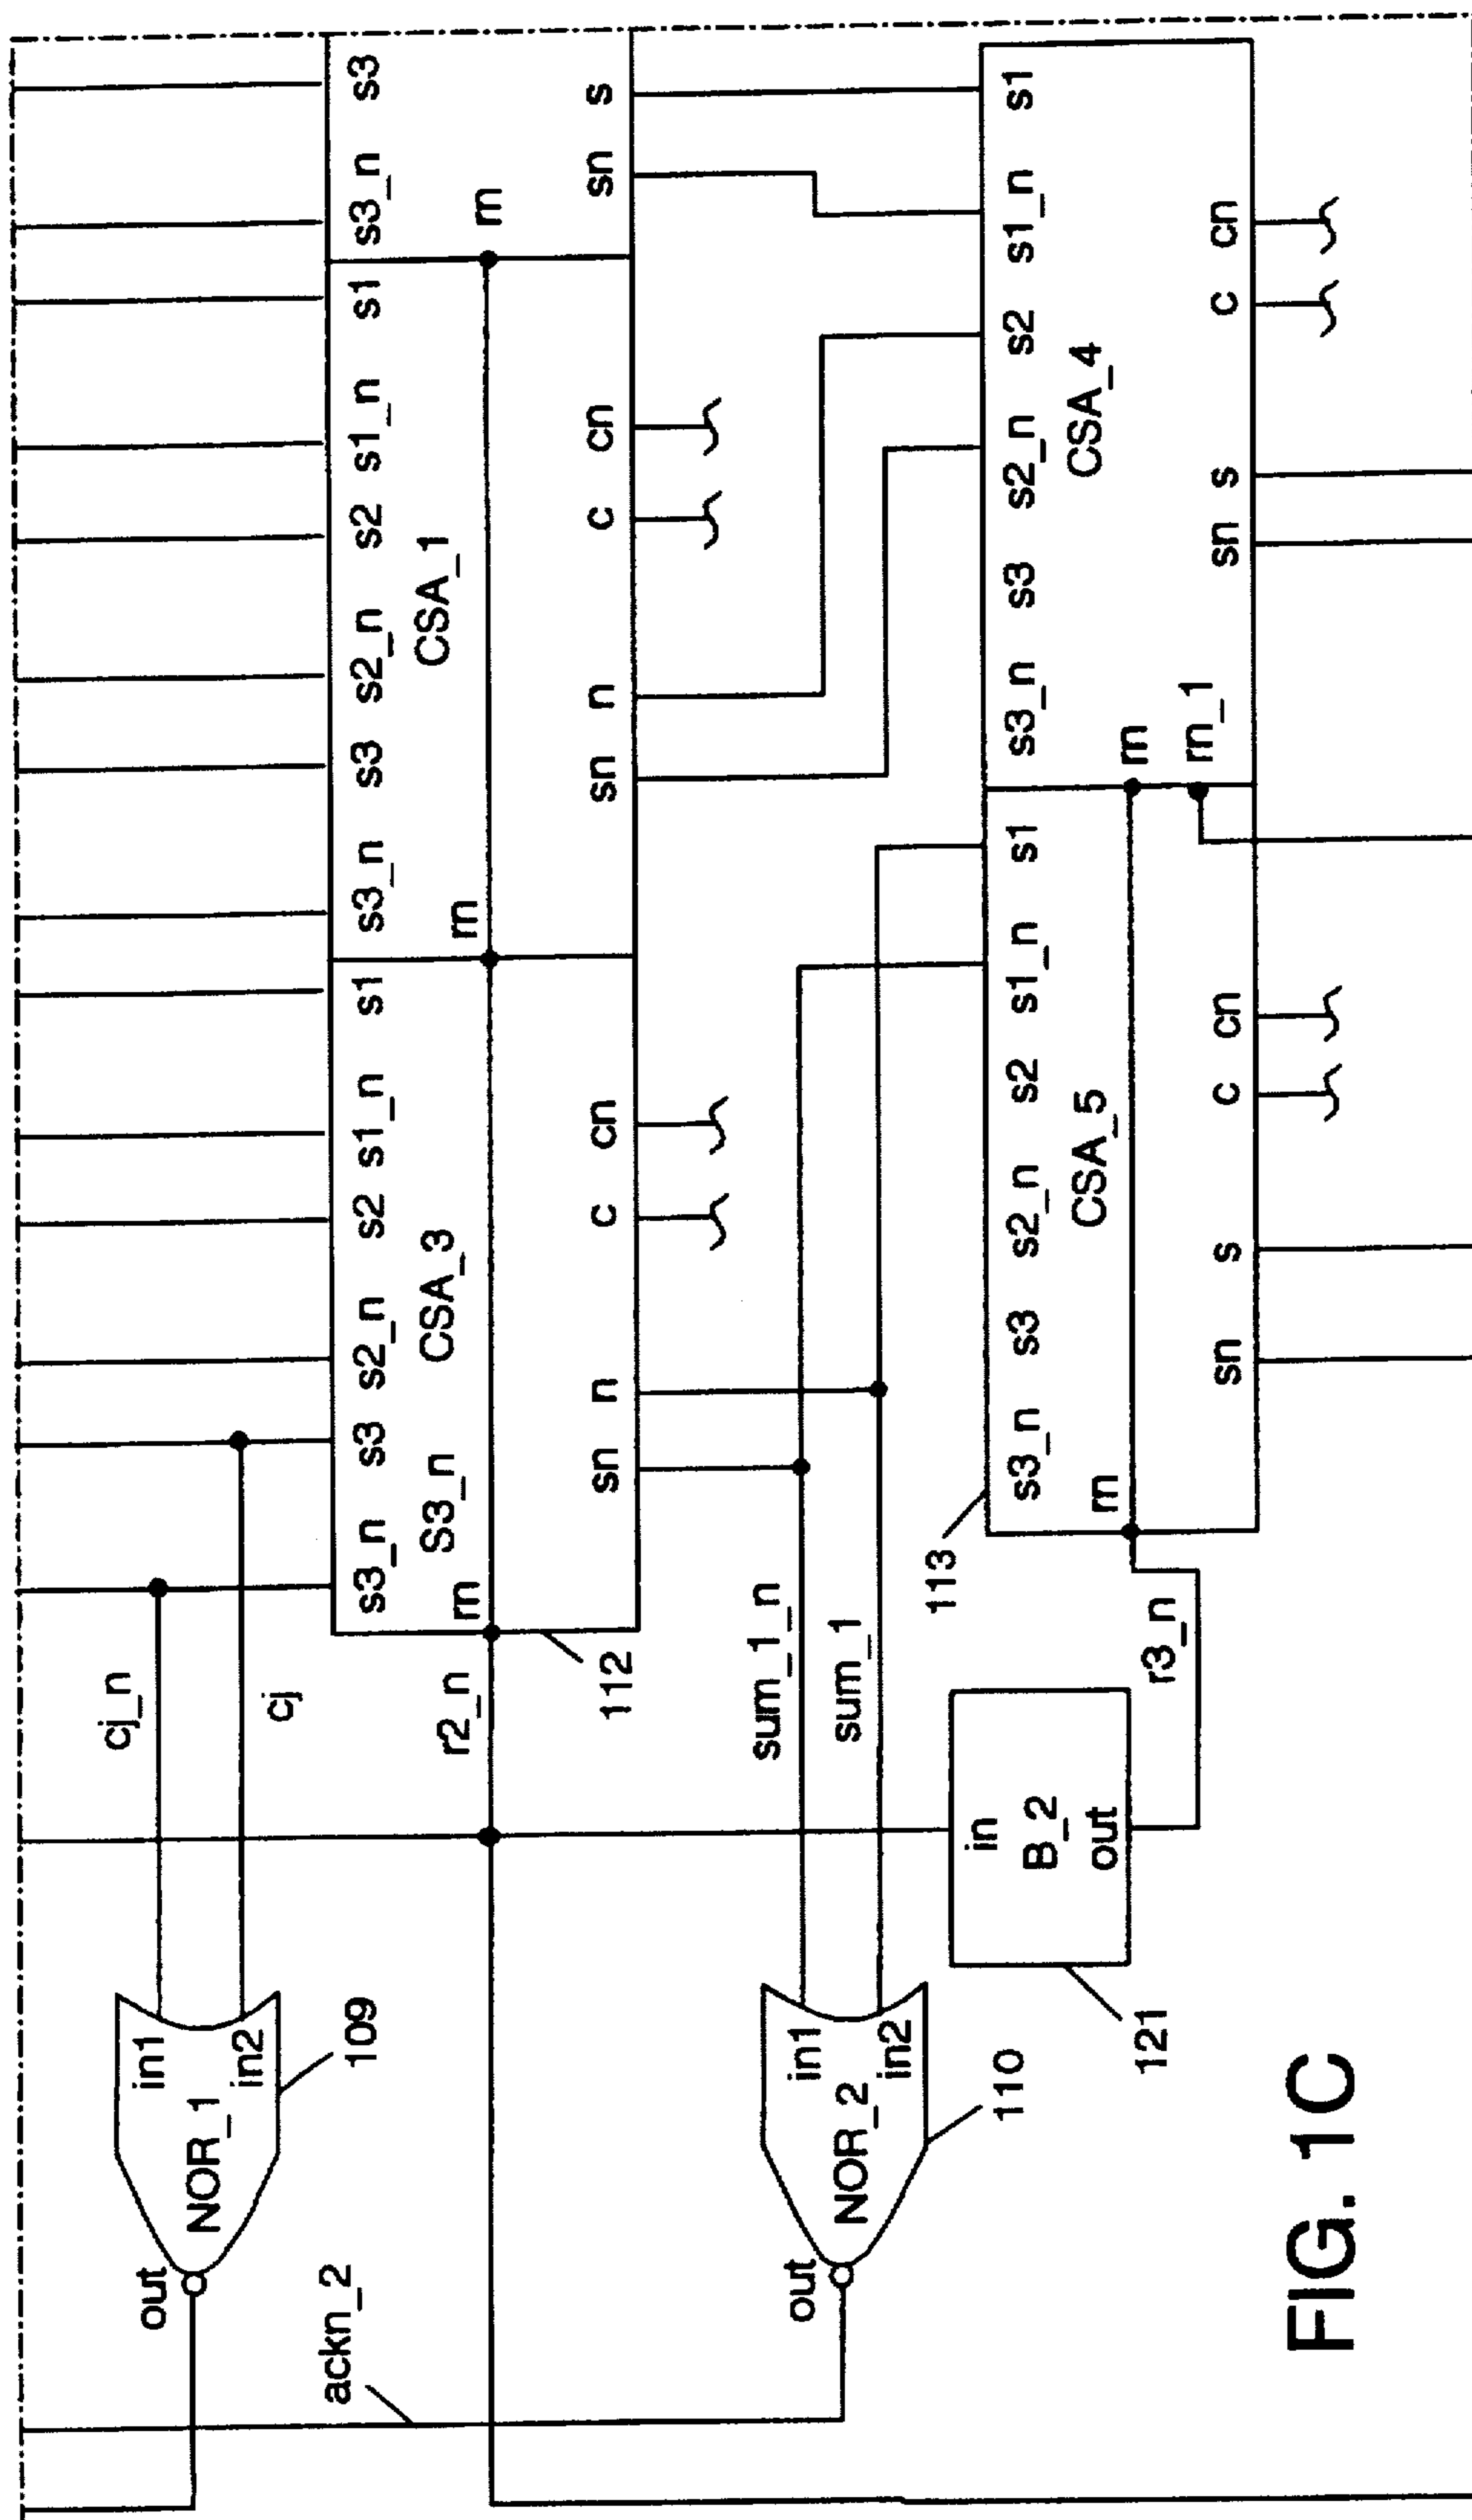 cj_n
out in1
NOR_1
in2
cj
ackn_2
109
s3_n s3 s2_n s2 s1_n s1 s3_n s3 s2_n s2 s1_n s1 s3_n s3
S3_n CSA_3 CSA_1
r2_n m m m
sn n c cn sn n c cn sn s
112
sum_1_n
out in1
NOR_2
sum_1
in2
113
in
110
s3_n s3 s2_n s2 s1_n s1 s3_n s3 s2_n s2 s1_n s1
B_2
CSA_5 CSA_4
out
m m
121
r3_n
m_1
sn s c cn sn s c cn
FIG. 1C